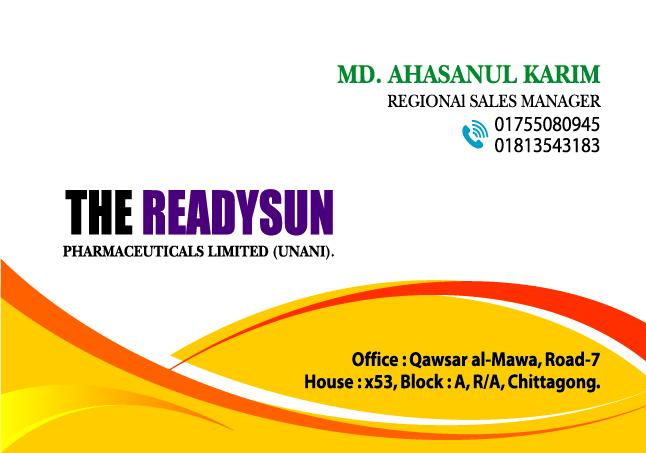 MD. AHASANUL KARIM
REGIONAl SALES MANAGER
01755080945
01813543183
THE READYSUN
PHARMACEUTICALS LIMITED (UNANI).
Office : Qawsar al-Mawa, Road-7
House : x53, Block : A, R/A, Chittagong.